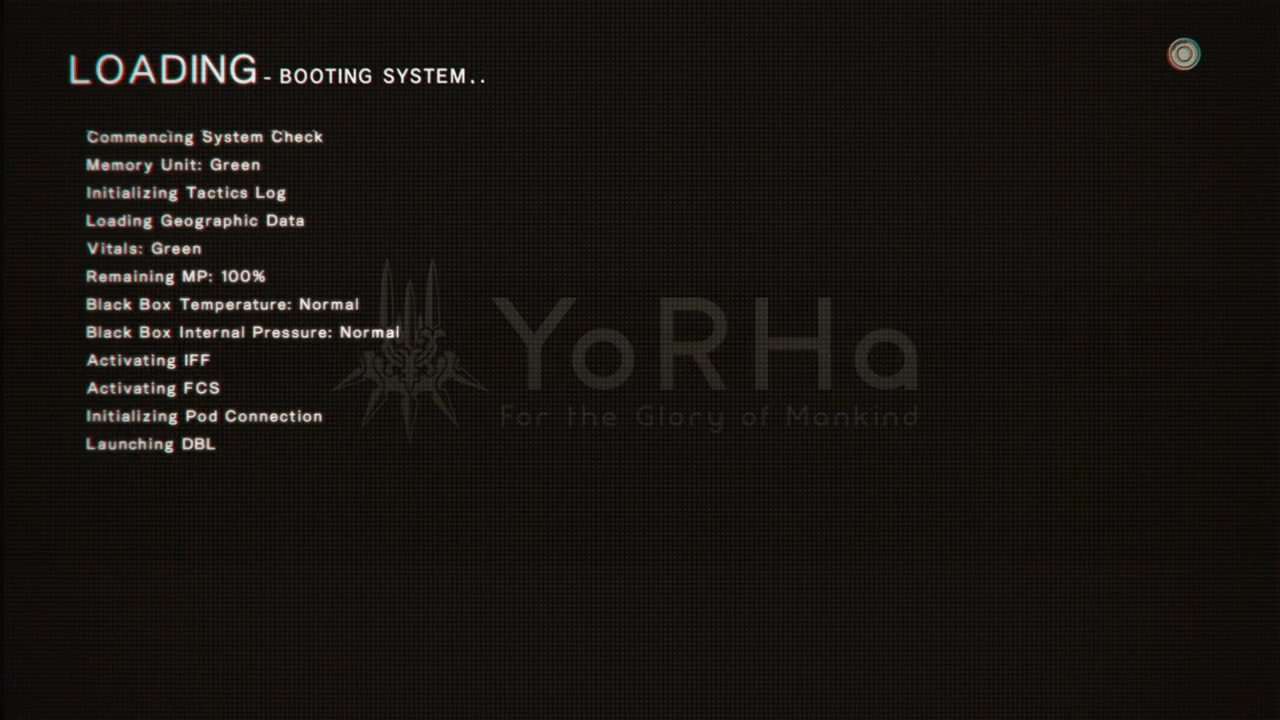 LOADING - BOOTING SYSTEM..
Commencing System Check
Memory Unit: Green
Initializing Tactics Log
Loading Geographic Data
Vitals: Green
Remaining MP: 100%
Black Box Temperature: Normal
Black Box Internal Pressure: Normal
Activating IFF
Activating FCS
Initializing Pod Connection
Launching DBL
YoRHa
For the Glory of Mankind